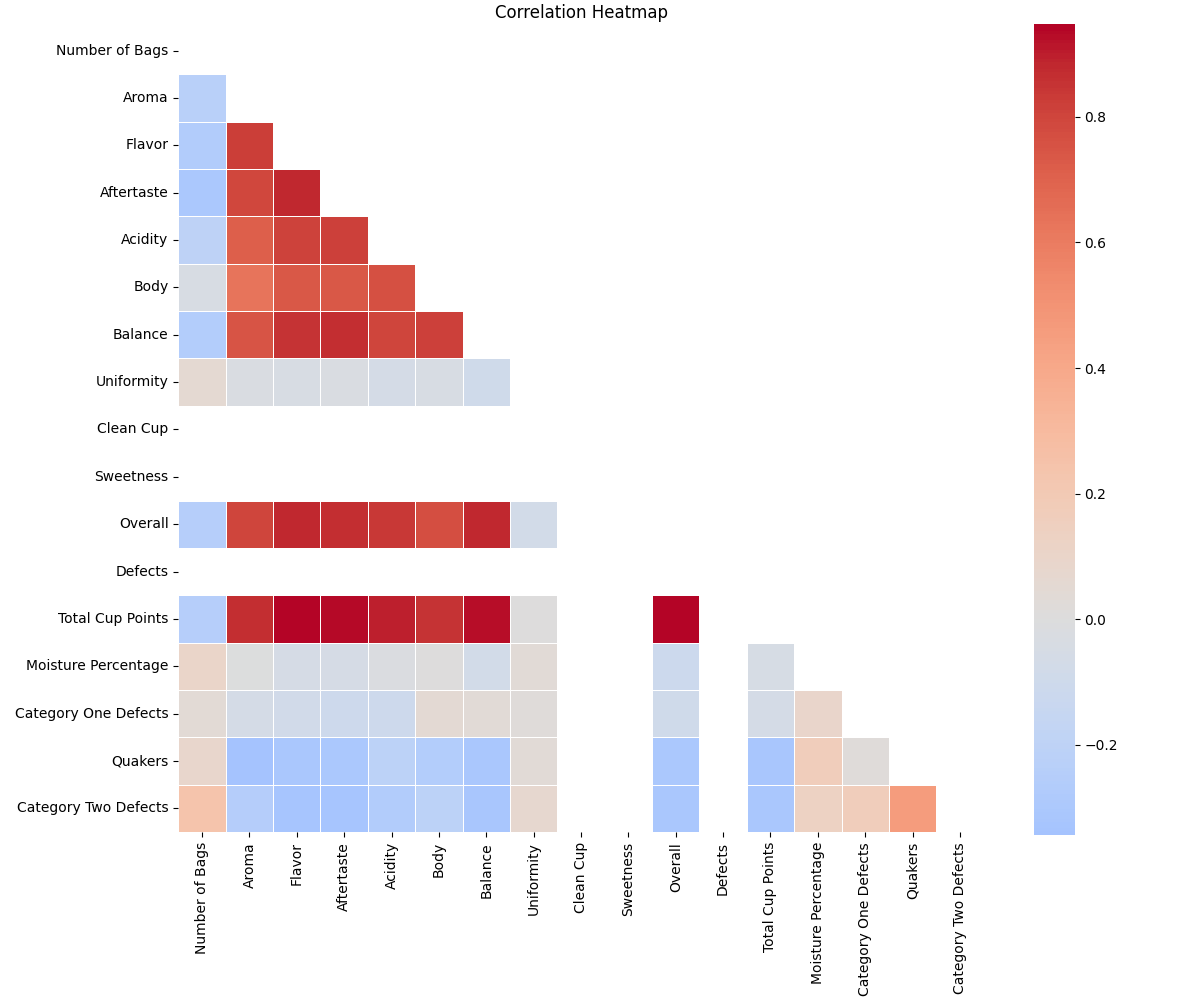 Correlation Heatmap
Number of Bags
Aroma
Flavor
Aftertaste
Acidity
Body
Balance
Uniformity
Clean Cup
Sweetness
Overall
Defects
Total Cup Points
Moisture Percentage
Category One Defects
Quakers
Category Two Defects
Number of Bags
Aroma
Flavor
Aftertaste
Acidity
Body
Balance
Uniformity
Clean Cup
Sweetness
Overall
Defects
Total Cup Points
Moisture Percentage
Category One Defects
Quakers
Category Two Defects
0.8
0.6
0.4
0.2
0.0
−0.2